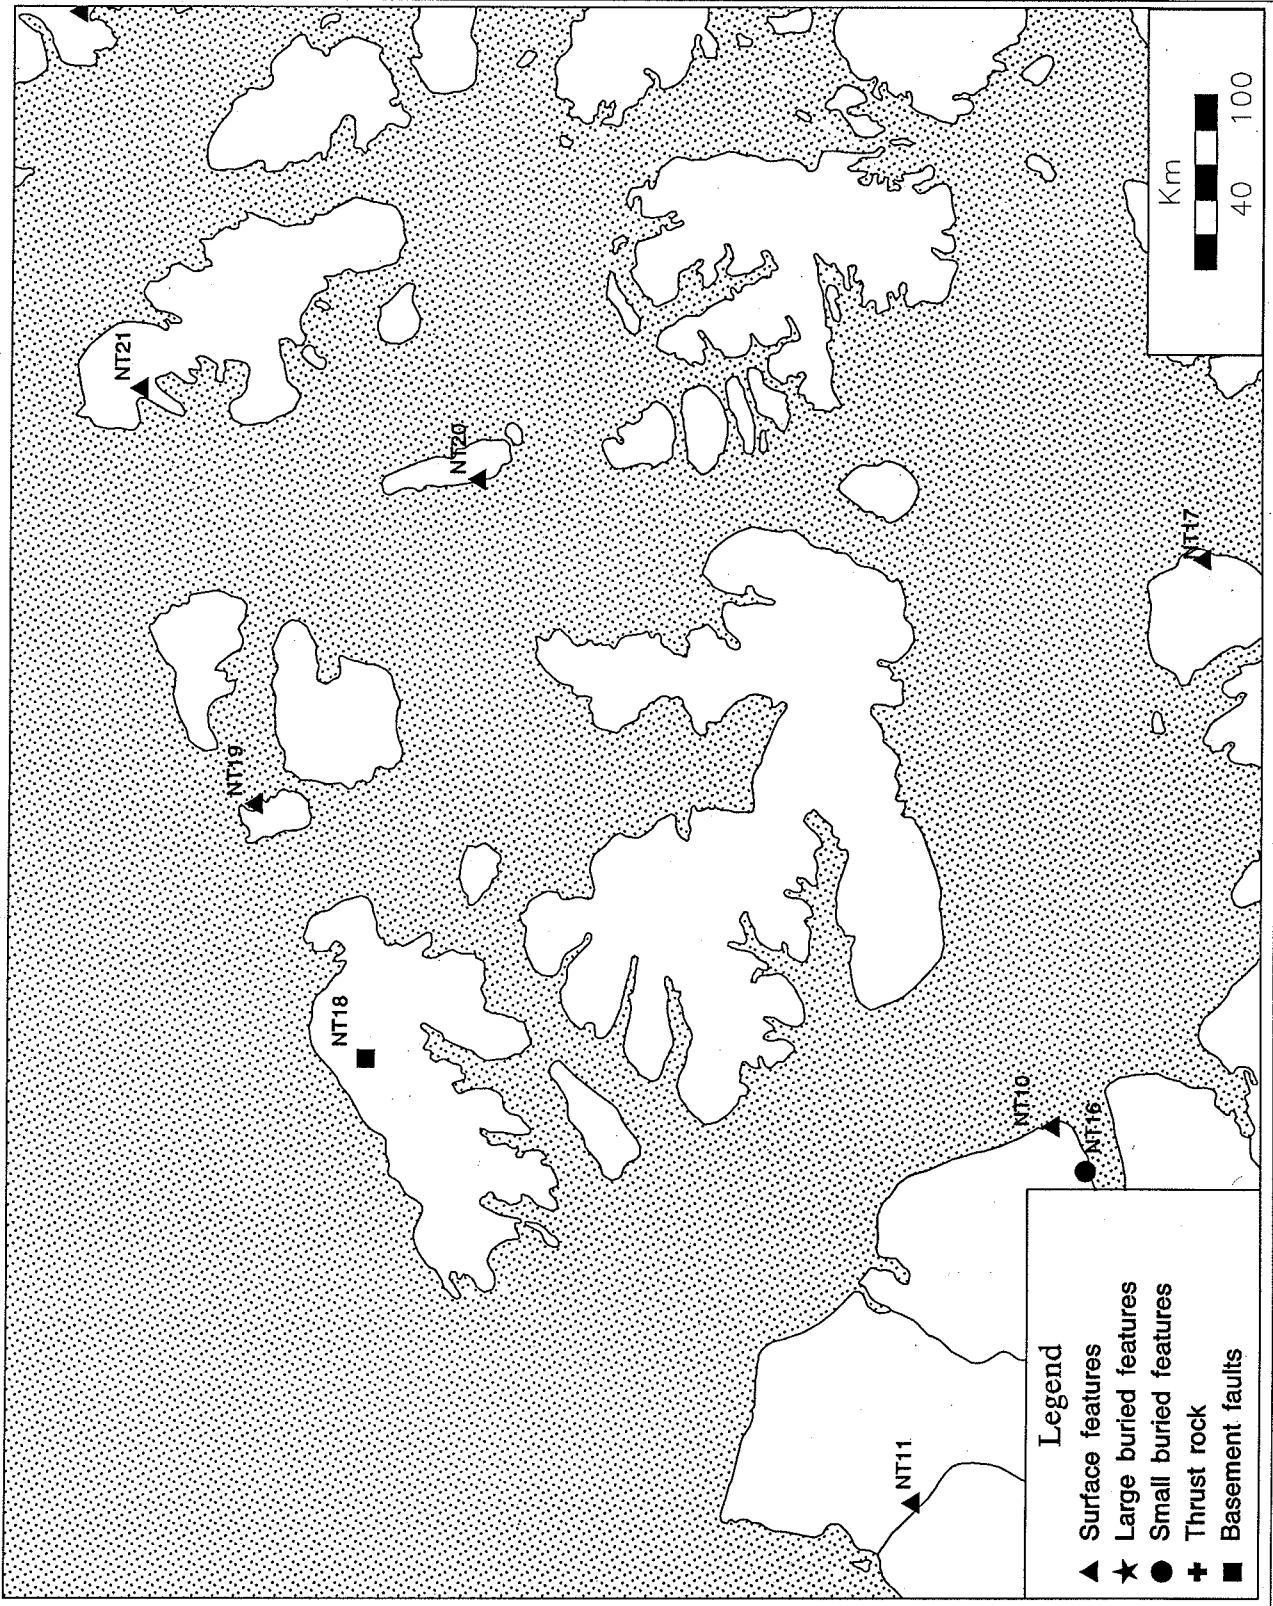 NT21
NT20
NT19
NT18
NT17
NT10
NT16
NT11
Km
40 100
Legend
Surface features
Large buried features
Small buried features
Thrust rock
Basement faults